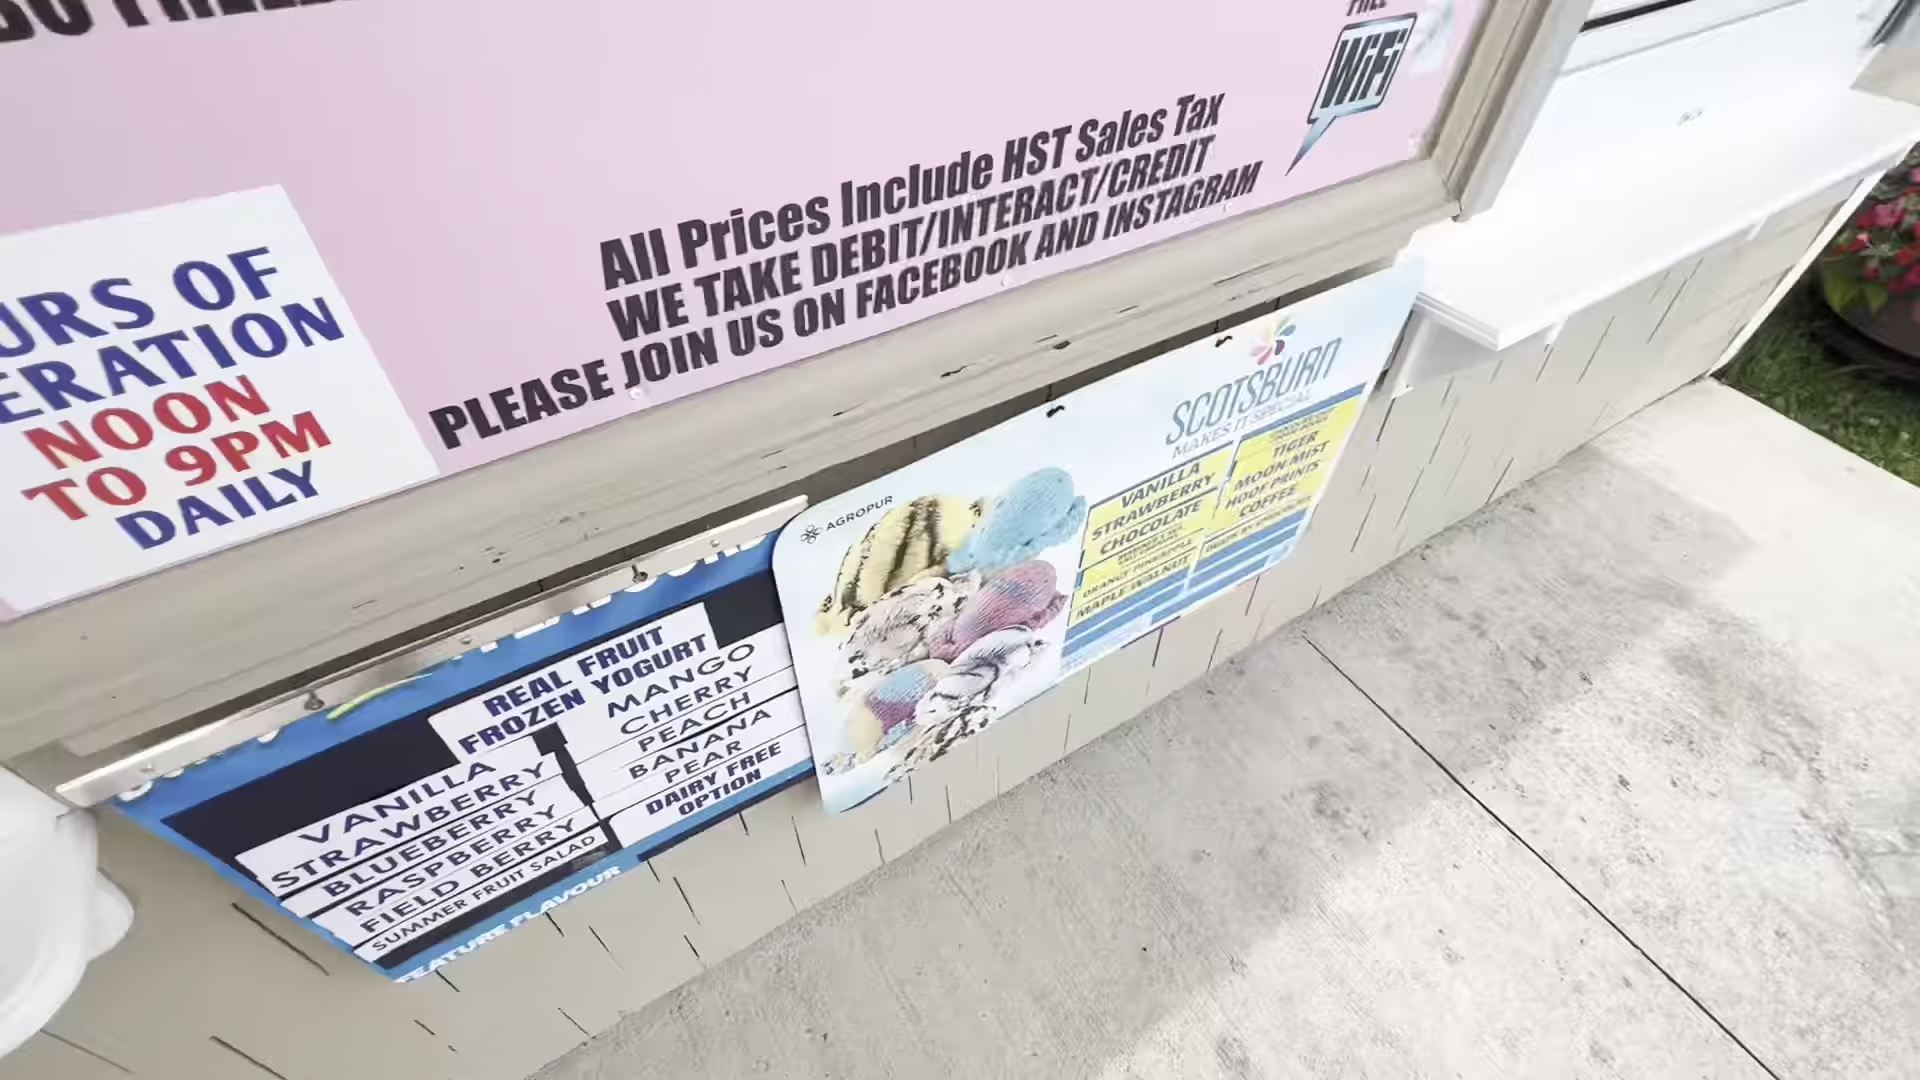 FREE
WiFi
All Prices Include HST Sales Tax
WE TAKE DEBIT/INTERACT/CREDIT
PLEASE JOIN US ON FACEBOOK AND INSTAGRAM
URS OF
ERATION
NOON
TO 9PM
DAILY
REAL FRUIT
FROZEN YOGURT
VANILLA
STRAWBERRY
BLUEBERRY
RASPBERRY
FIELD BERRY
SUMMER FRUIT SALAD
MANGO
CHERRY
PEACH
BANANA
PEAR
DAIRY FREE
OPTION
FEATURE FLAVOUR
AGROPUR
SCOTSBURN
MAKES IT SPECIAL
VANILLA
STRAWBERRY
CHOCOLATE
ORANGE PINEAPPLE
MAPLE WALNUT
TIGER
MOON MIST
HOOF PRINTS
COFFEE